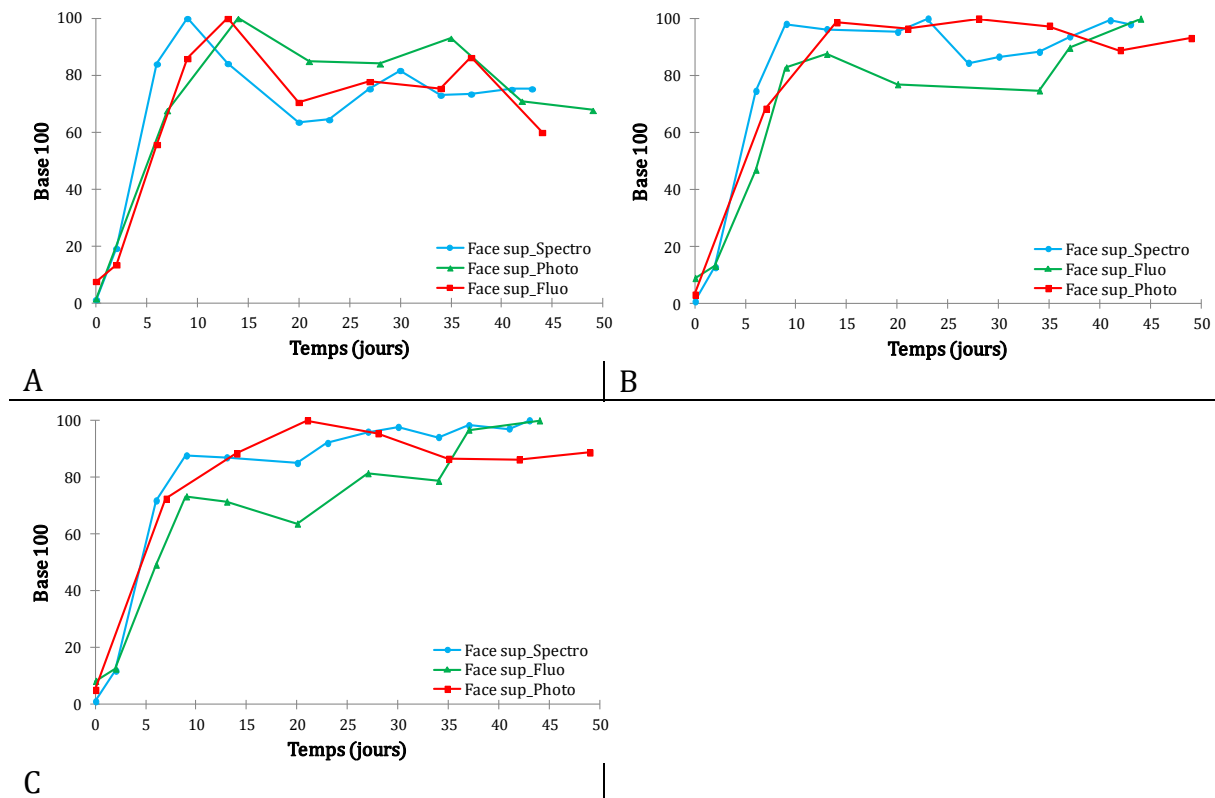 100
80
60
40
20
0
Base 100
0 5 10 15 20 25 30 35 40 45 50
Temps (jours)
Face sup_Spectro
Face sup_Photo
Face sup_Fluo
A
100
80
60
40
20
0
Base 100
0 5 10 15 20 25 30 35 40 45 50
Temps (jours)
Face sup_Spectro
Face sup_Fluo
Face sup_Photo
B
100
80
60
40
20
0
Base 100
0 5 10 15 20 25 30 35 40 45 50
Temps (jours)
Face sup_Spectro
Face sup_Fluo
Face sup_Photo
C